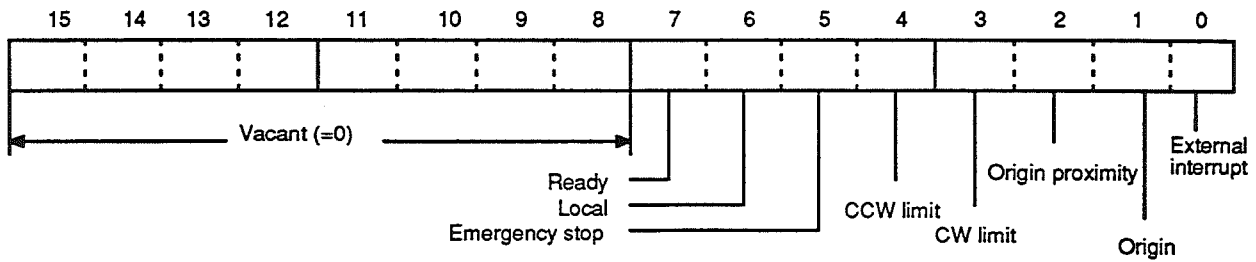 15 14 13 12 11 10 9 8 7 6 5 4 3 2 1 0
Vacant (=0)
External
interrupt
Origin proximity
Ready
Local
CCW limit
Emergency stop
CW limit
Origin